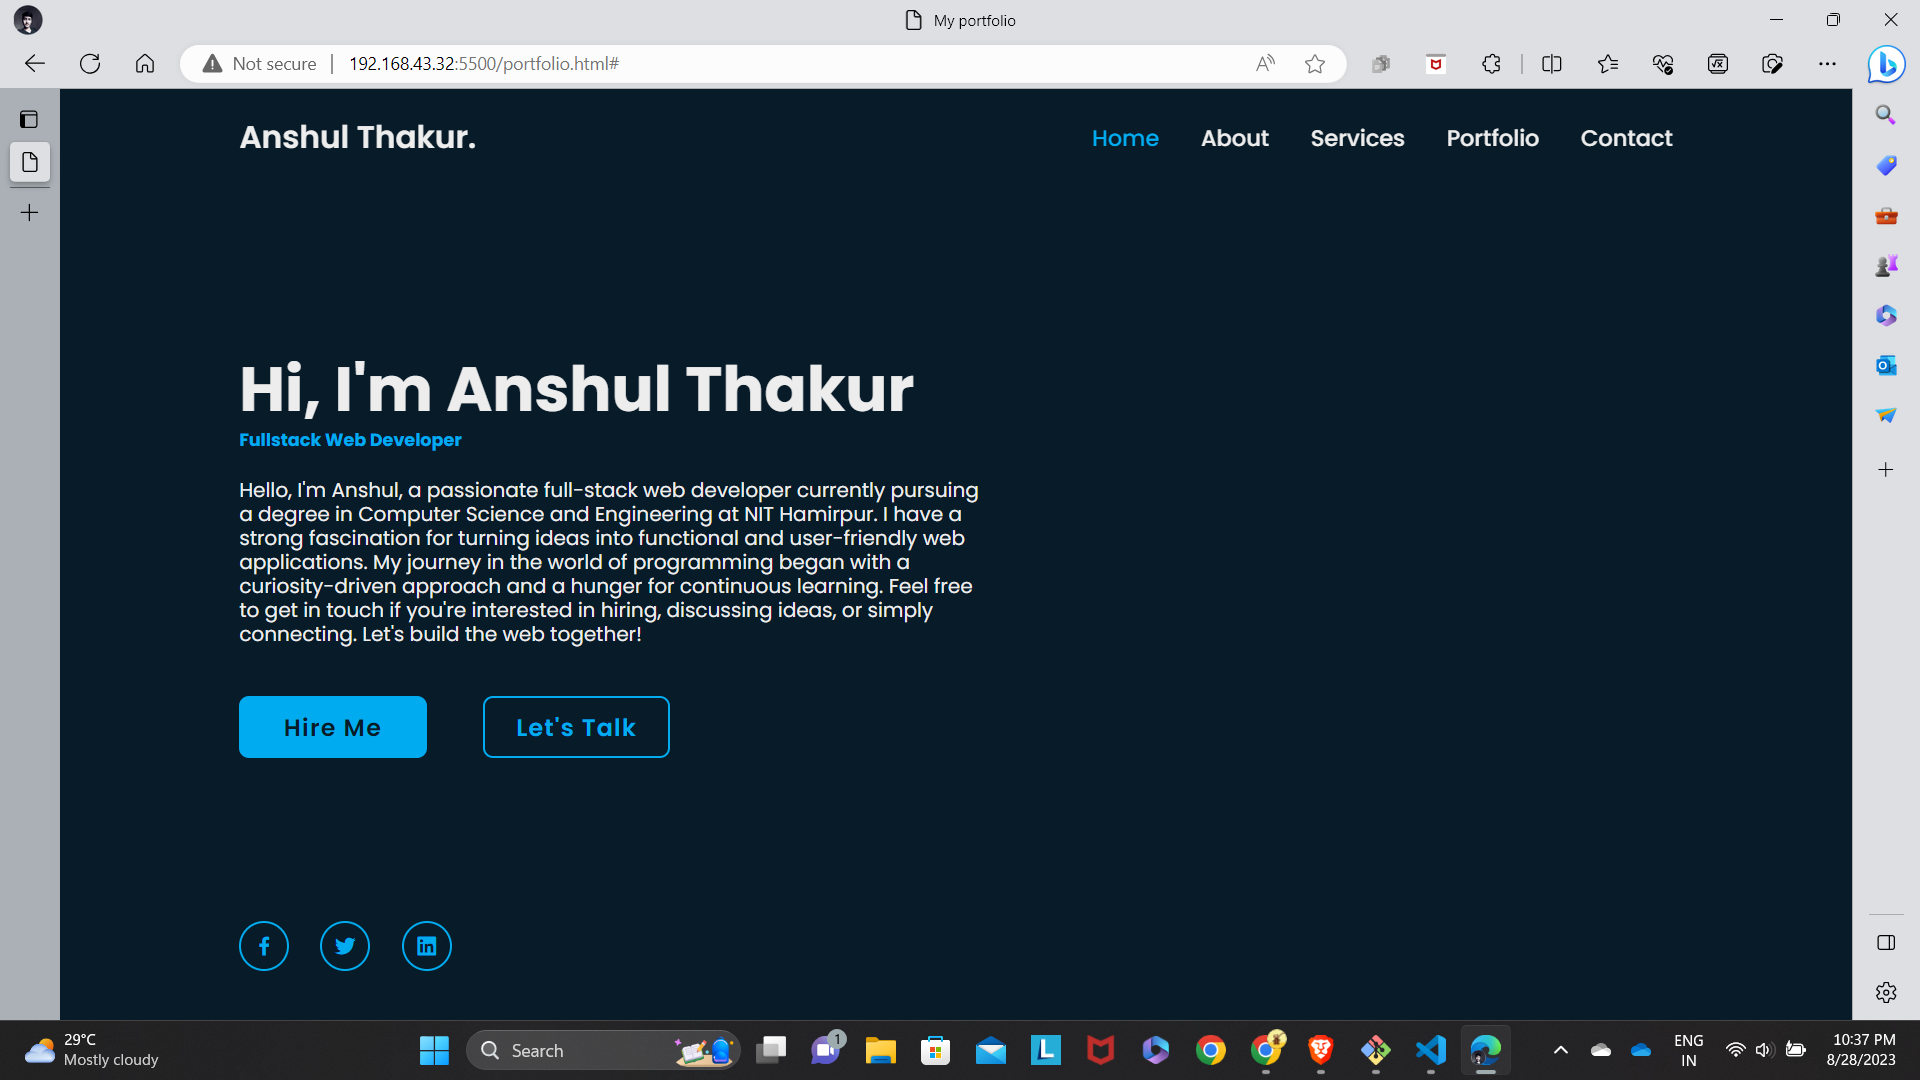 My portfolio
Not secure
192.168.43.32:5500/portfolio.html#
Anshul Thakur.
Home About Services Portfolio Contact
Hi, I'm Anshul Thakur
Fullstack Web Developer
Hello, I'm Anshul, a passionate full-stack web developer currently pursuing
a degree in Computer Science and Engineering at NIT Hamirpur. I have a
strong fascination for turning ideas into functional and user-friendly web
applications. My journey in the world of programming began with a
curiosity-driven approach and a hunger for continuous learning. Feel free
to get in touch if you're interested in hiring, discussing ideas, or simply
connecting. Let's build the web together!
Hire Me Let's Talk
29°C
Mostly cloudy
Search
1
ENG
IN
10:37 PM
8/28/2023